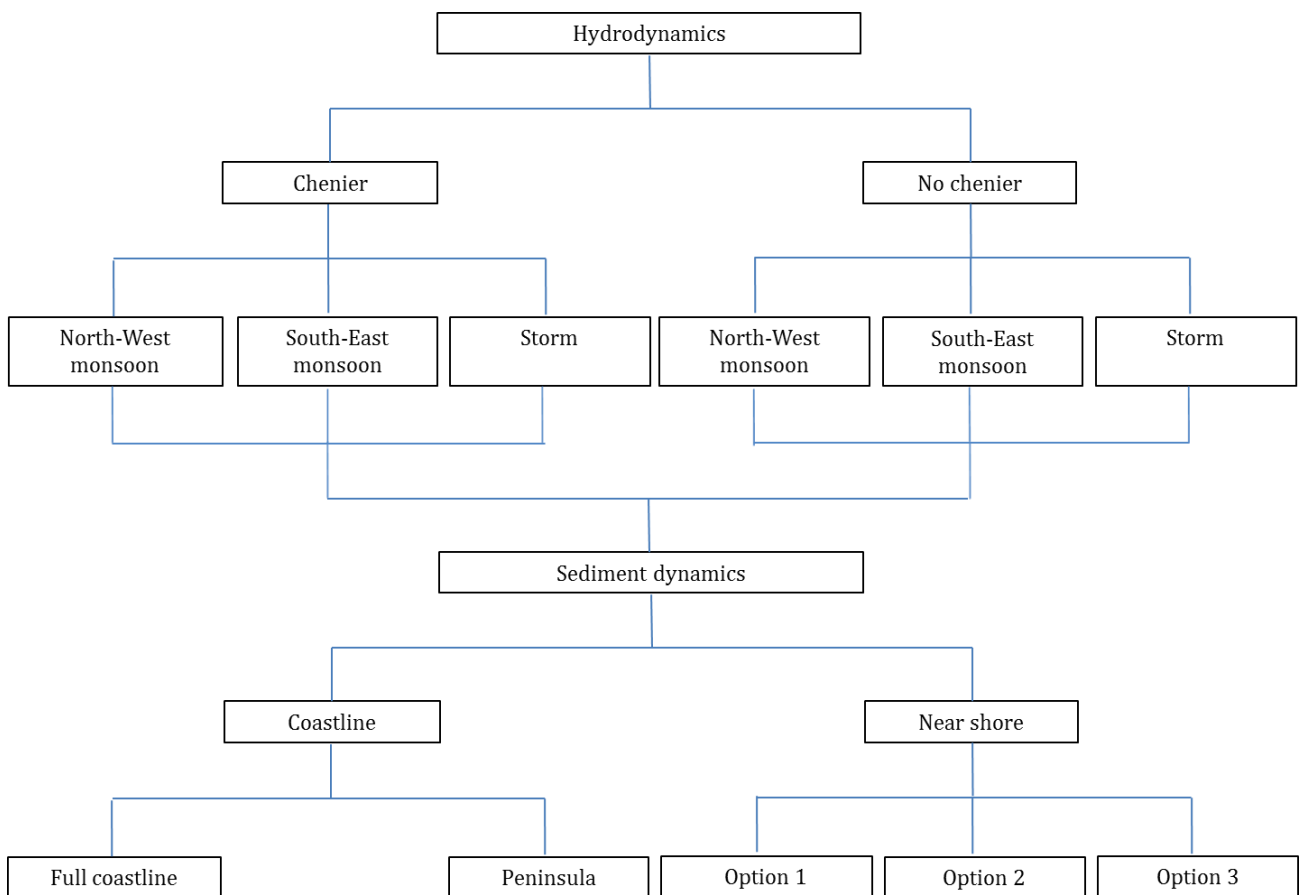 Hydrodynamics
Chenier
No chenier
North-West
monsoon
South-East
monsoon
Storm
North-West
monsoon
South-East
monsoon
Storm
Sediment dynamics
Coastline
Near shore
Full coastline
Peninsula
Option 1
Option 2
Option 3